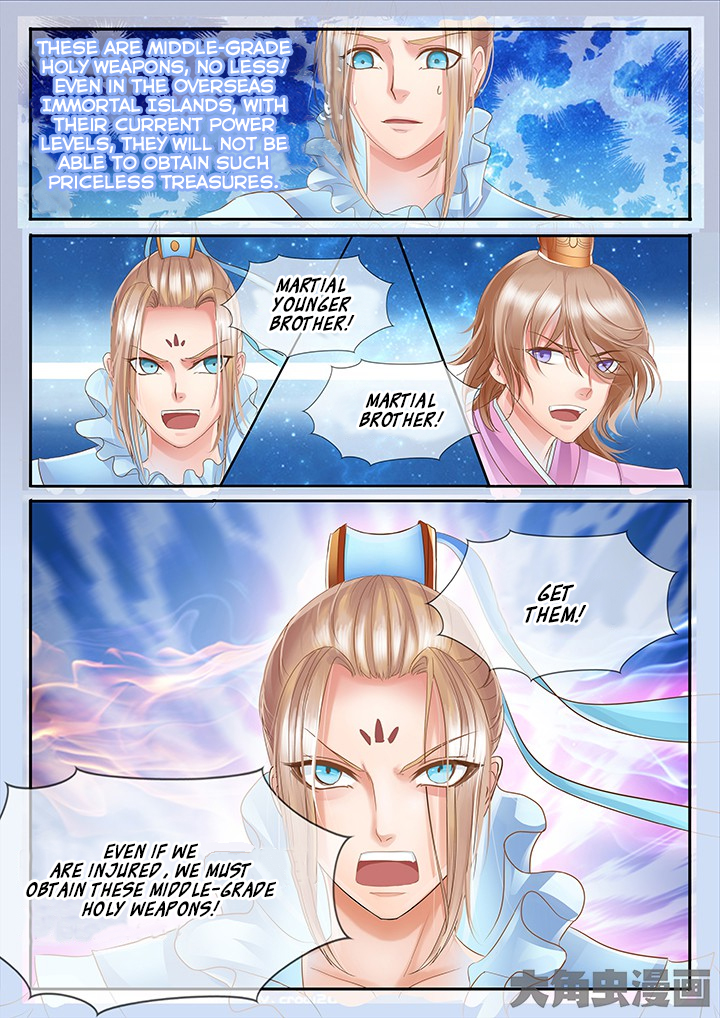 THESE ARE MIDDLE-GRADE
HOLY WEAPONS, NO LESS!
EVEN IN THE OVERSEAS
IMMORTAL ISLANDS, WITH
THEIR CURRENT POWER
LEVELS, THEY WILL NOT BE
ABLE TO OBTAIN SUCH
PRICELESS TREASURES.
MARTIAL
YOUNGER
BROTHER!
MARTIAL
BROTHER!
GET
THEM!
EVEN IF WE
ARE INJURED, WE MUST
OBTAIN THESE MIDDLE-GRADE
HOLY WEAPONS!
大角虫漫画